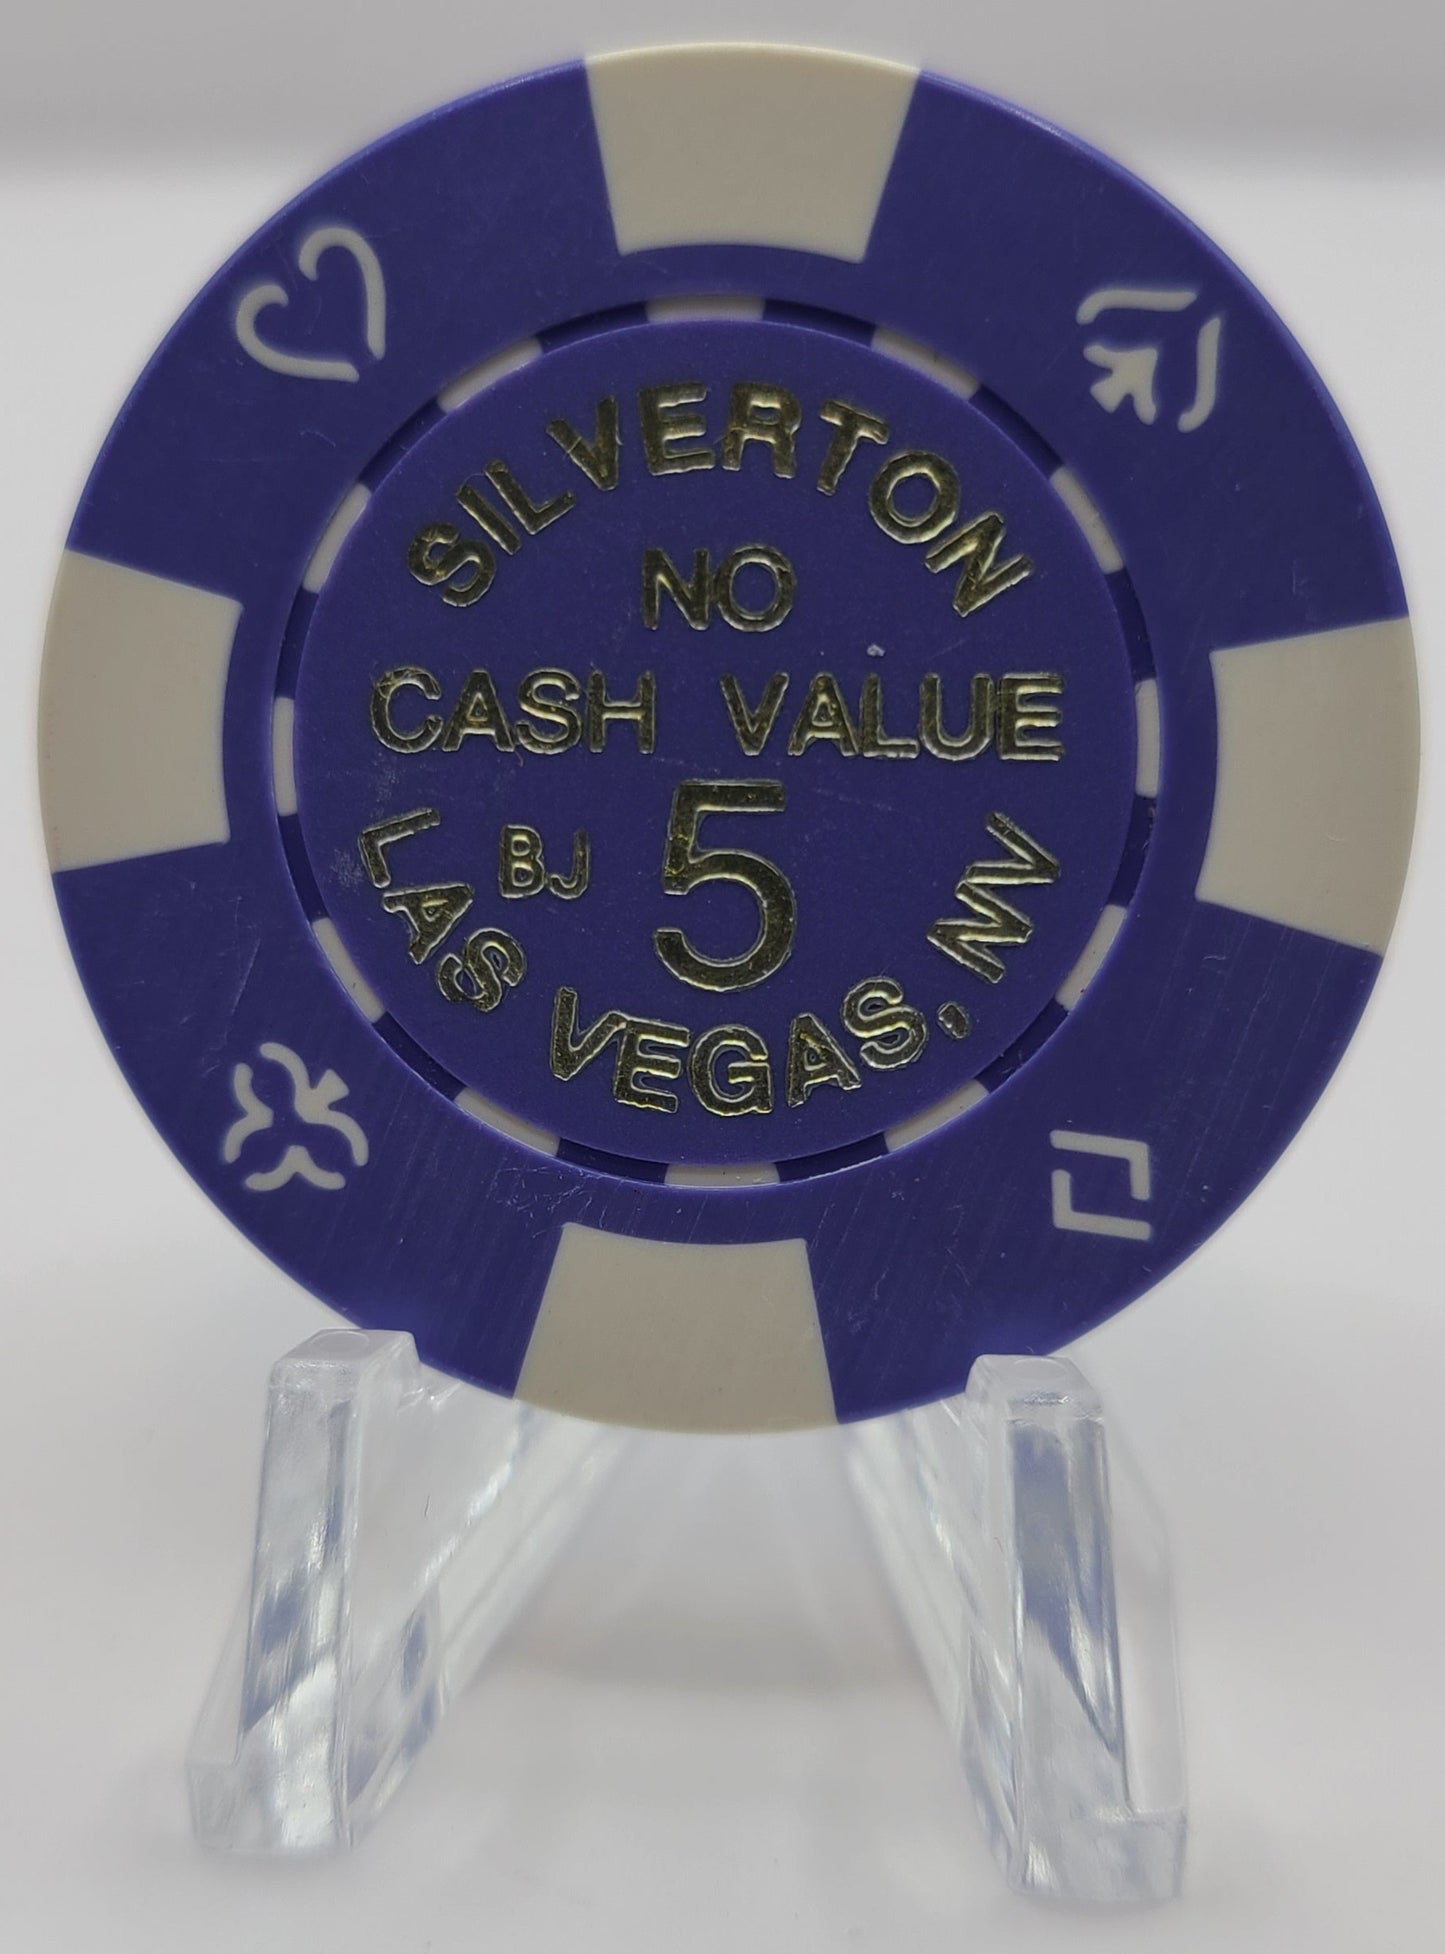 SILVERTON
NO
CASH VALUE
BJ 5
LAS VEGAS, NV